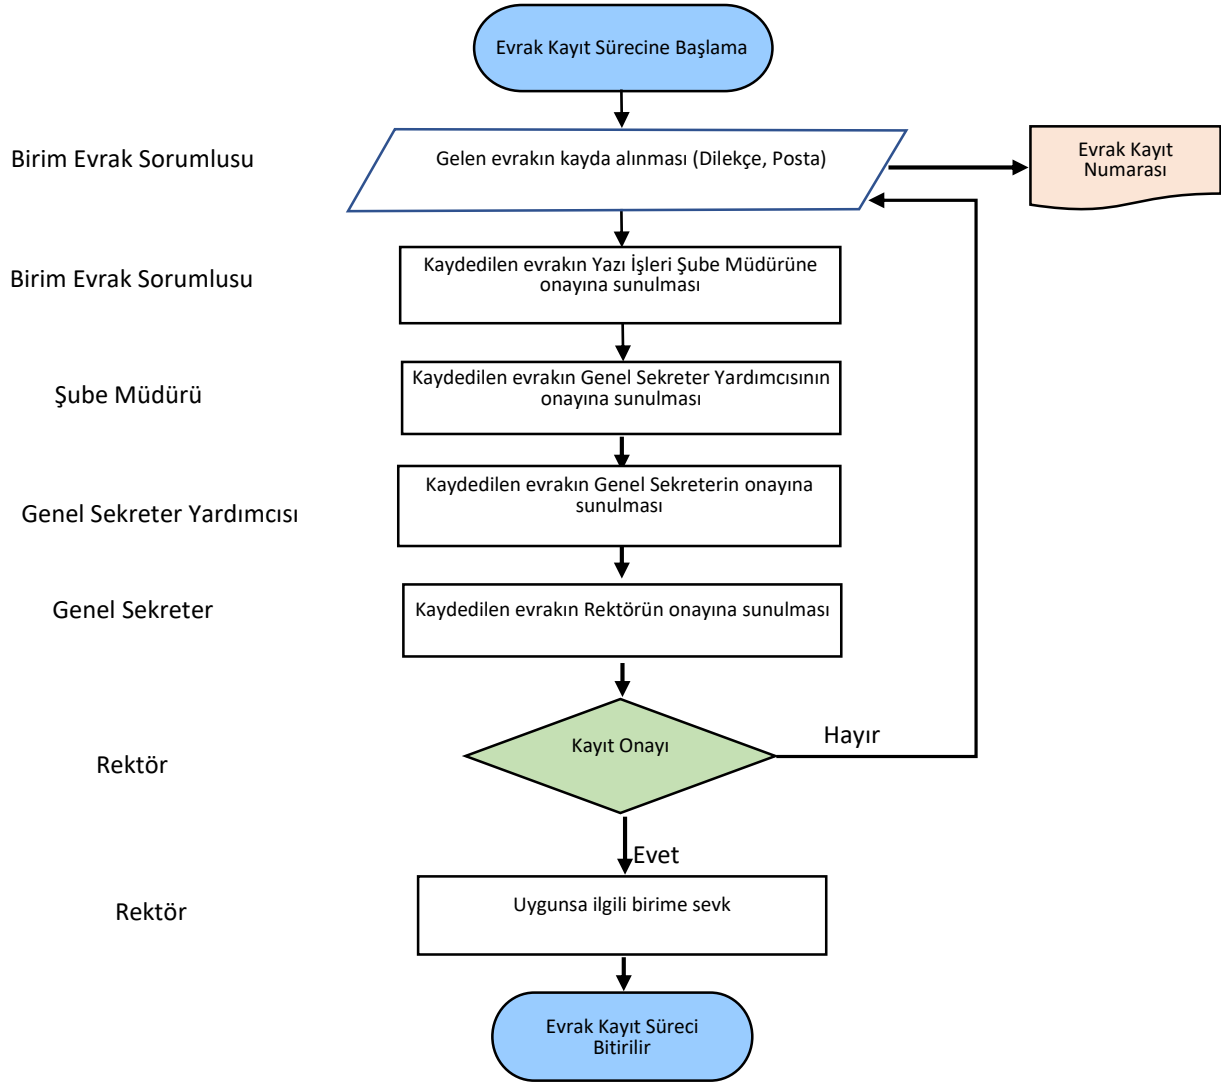 Evrak Kayıt Sürecine Başlama
Birim Evrak Sorumlusu
Gelen evrakın kayda alınması (Dilekçe, Posta)
Evrak Kayıt
Numarası
Birim Evrak Sorumlusu
Kaydedilen evrakın Yazı İşleri Şube Müdürüne
onayına sunulması
Şube Müdürü
Kaydedilen evrakın Genel Sekreter Yardımcısının
onayına sunulması
Genel Sekreter Yardımcısı
Kaydedilen evrakın Genel Sekreterin onayına
sunulması
Genel Sekreter
Kaydedilen evrakın Rektörün onayına sunulması
Rektör
Kayıt Onayı
Hayır
Evet
Rektör
Uygunsa ilgili birime sevk
Evrak Kayıt Süreci
Bitirilir